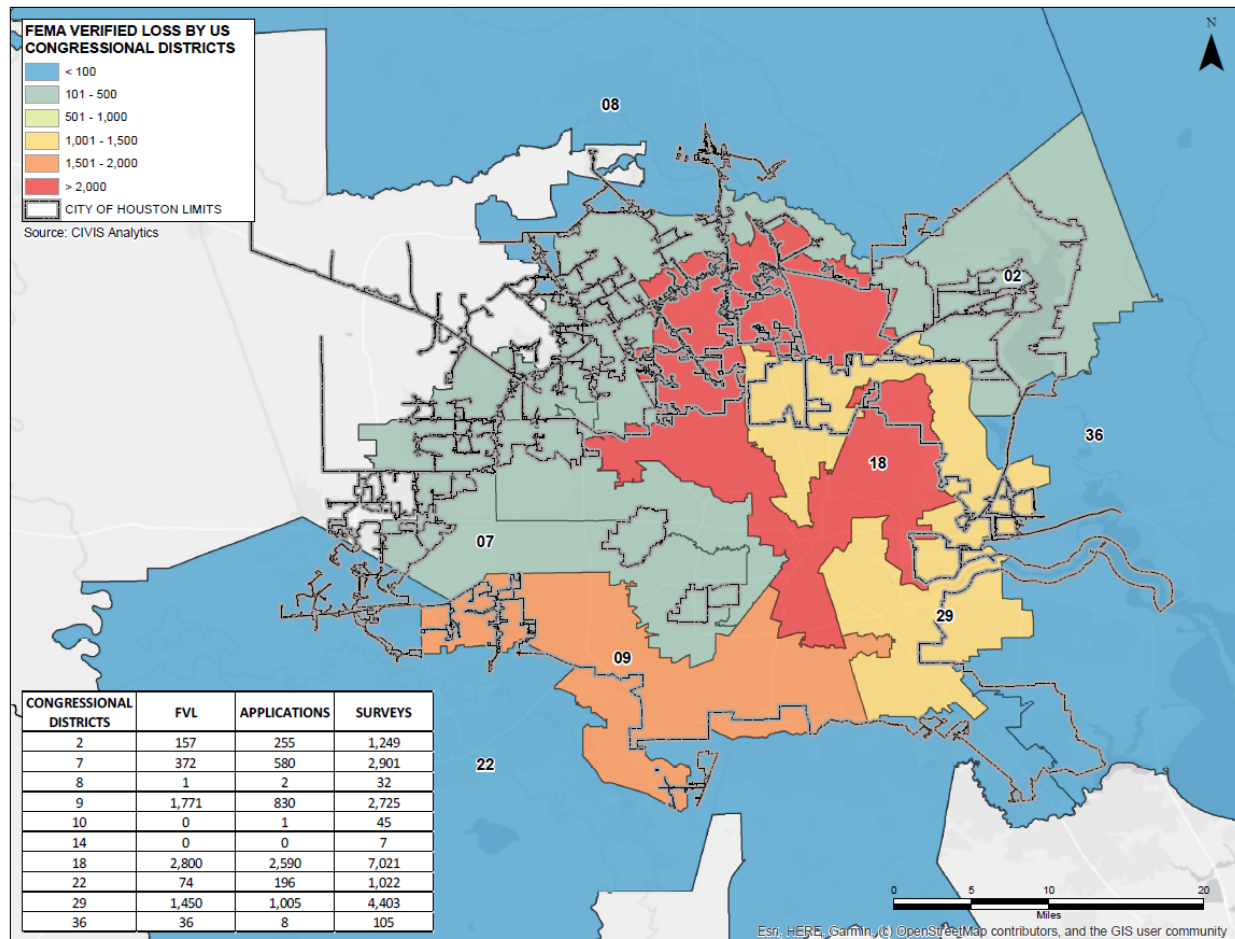 FEMA VERIFIED LOSS BY US
CONGRESSIONAL DISTRICTS
< 100
101 - 500
501 - 1,000
1,001 - 1,500
1,501 - 2,000
> 2,000
CITY OF HOUSTON LIMITS
Source: CIVIS Analytics
N
08
02
36
18
07
29
09
22
CONGRESSIONAL DISTRICTS FVL APPLICATIONS SURVEYS
2 157 255 1,249
7 372 580 2,901
8 1 2 32
9 1,771 830 2,725
10 0 1 45
14 0 0 7
18 2,800 2,590 7,021
22 74 196 1,022
29 1,450 1,005 4,403
36 36 8 105
0 5 10 20
Miles
Esri, HERE, Garmin, (c) OpenStreetMap contributors, and the GIS user community